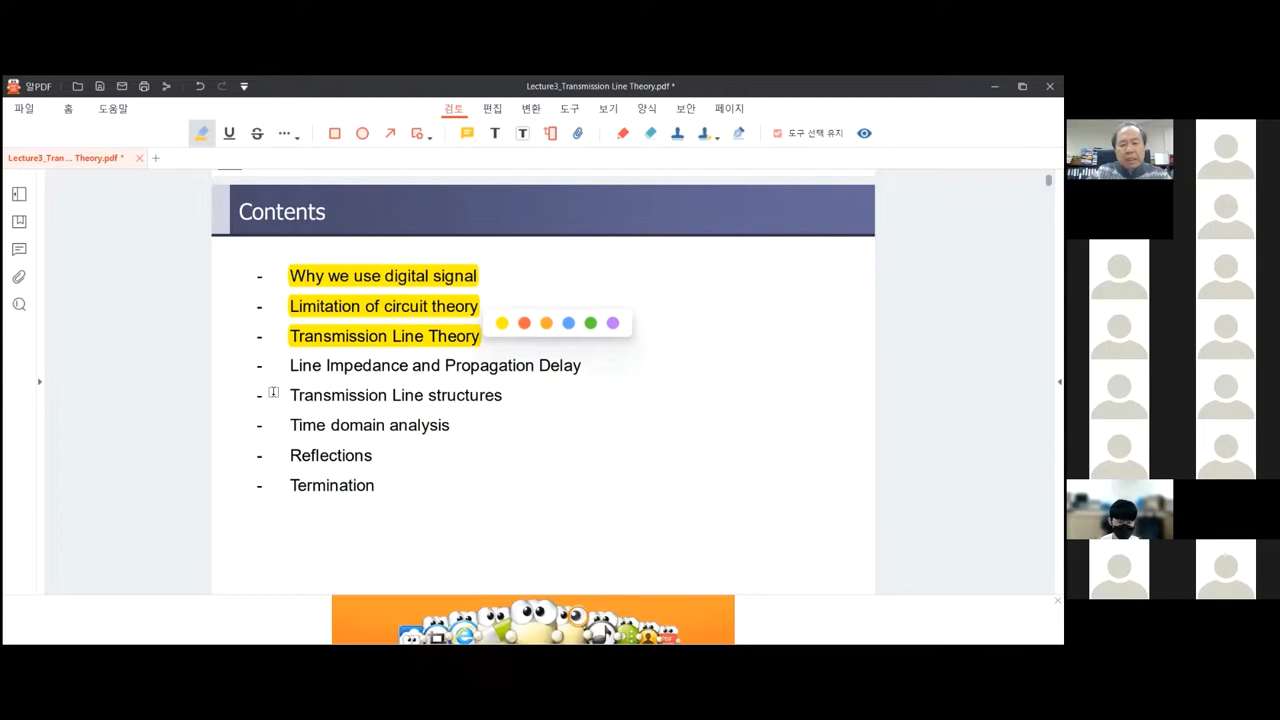 알PDF
Lecture3_Transmission Line Theory.pdf *
파일 홈 도움말 검토 편집 변환 도구 보기 양식 보안 페이지
도구 선택 유지
Lecture3_Tran... Theory.pdf *
Contents
- Why we use digital signal
- Limitation of circuit theory
- Transmission Line Theory
- Line Impedance and Propagation Delay
- Transmission Line structures
- Time domain analysis
- Reflections
- Termination